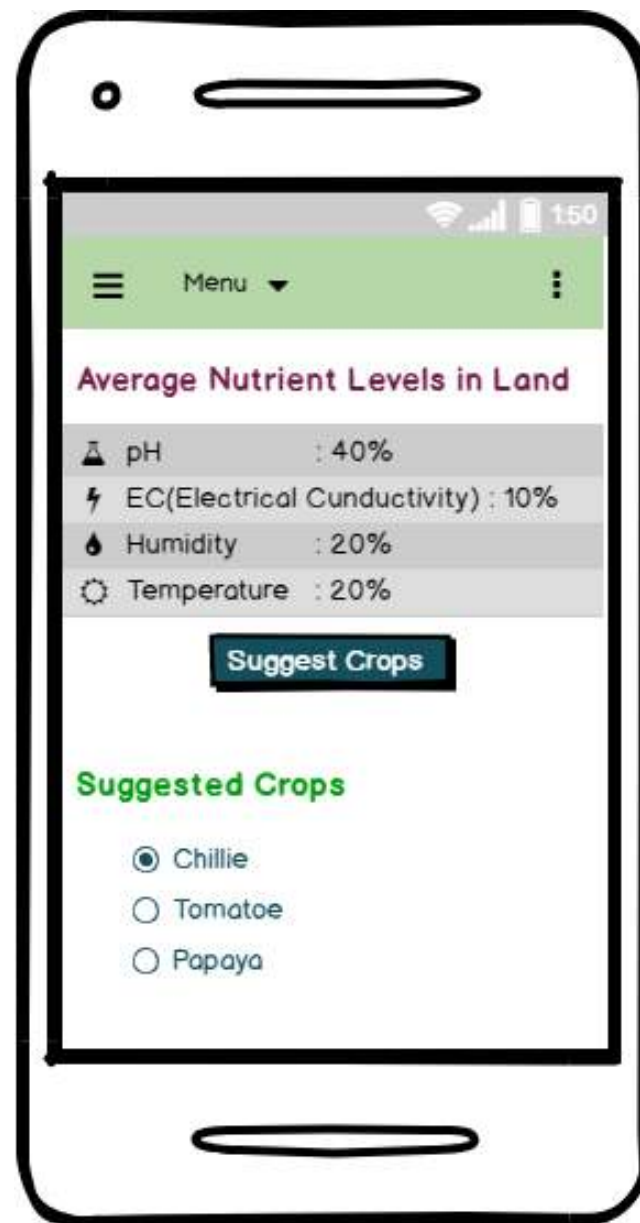 1:50
Menu
Average Nutrient Levels in Land
pH : 40%
EC(Electrical Cunductivity) : 10%
Humidity : 20%
Temperature : 20%
Suggest Crops
Suggested Crops
Chillie
Tomatoe
Papaya